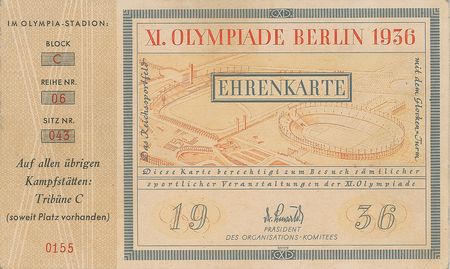 IM OLYMPIA-STADION:
BLOCK
C
REIHE NR.
06
SITZ NR.
043
Auf allen übrigen
Kampfstätten:
Tribüne C
(soweit Platz vorhanden)
0155
XI. OLYMPIADE BERLIN 1936
EHRENKARTE
Das Reichssportfeld
mit dem Glocken-Turm
Diese Karte berechtigt zum Besuch sämtlicher
sportlicher Veranstaltungen der XI. Olympiade
19 36
PRÄSIDENT
DES ORGANISATIONS-KOMITEES